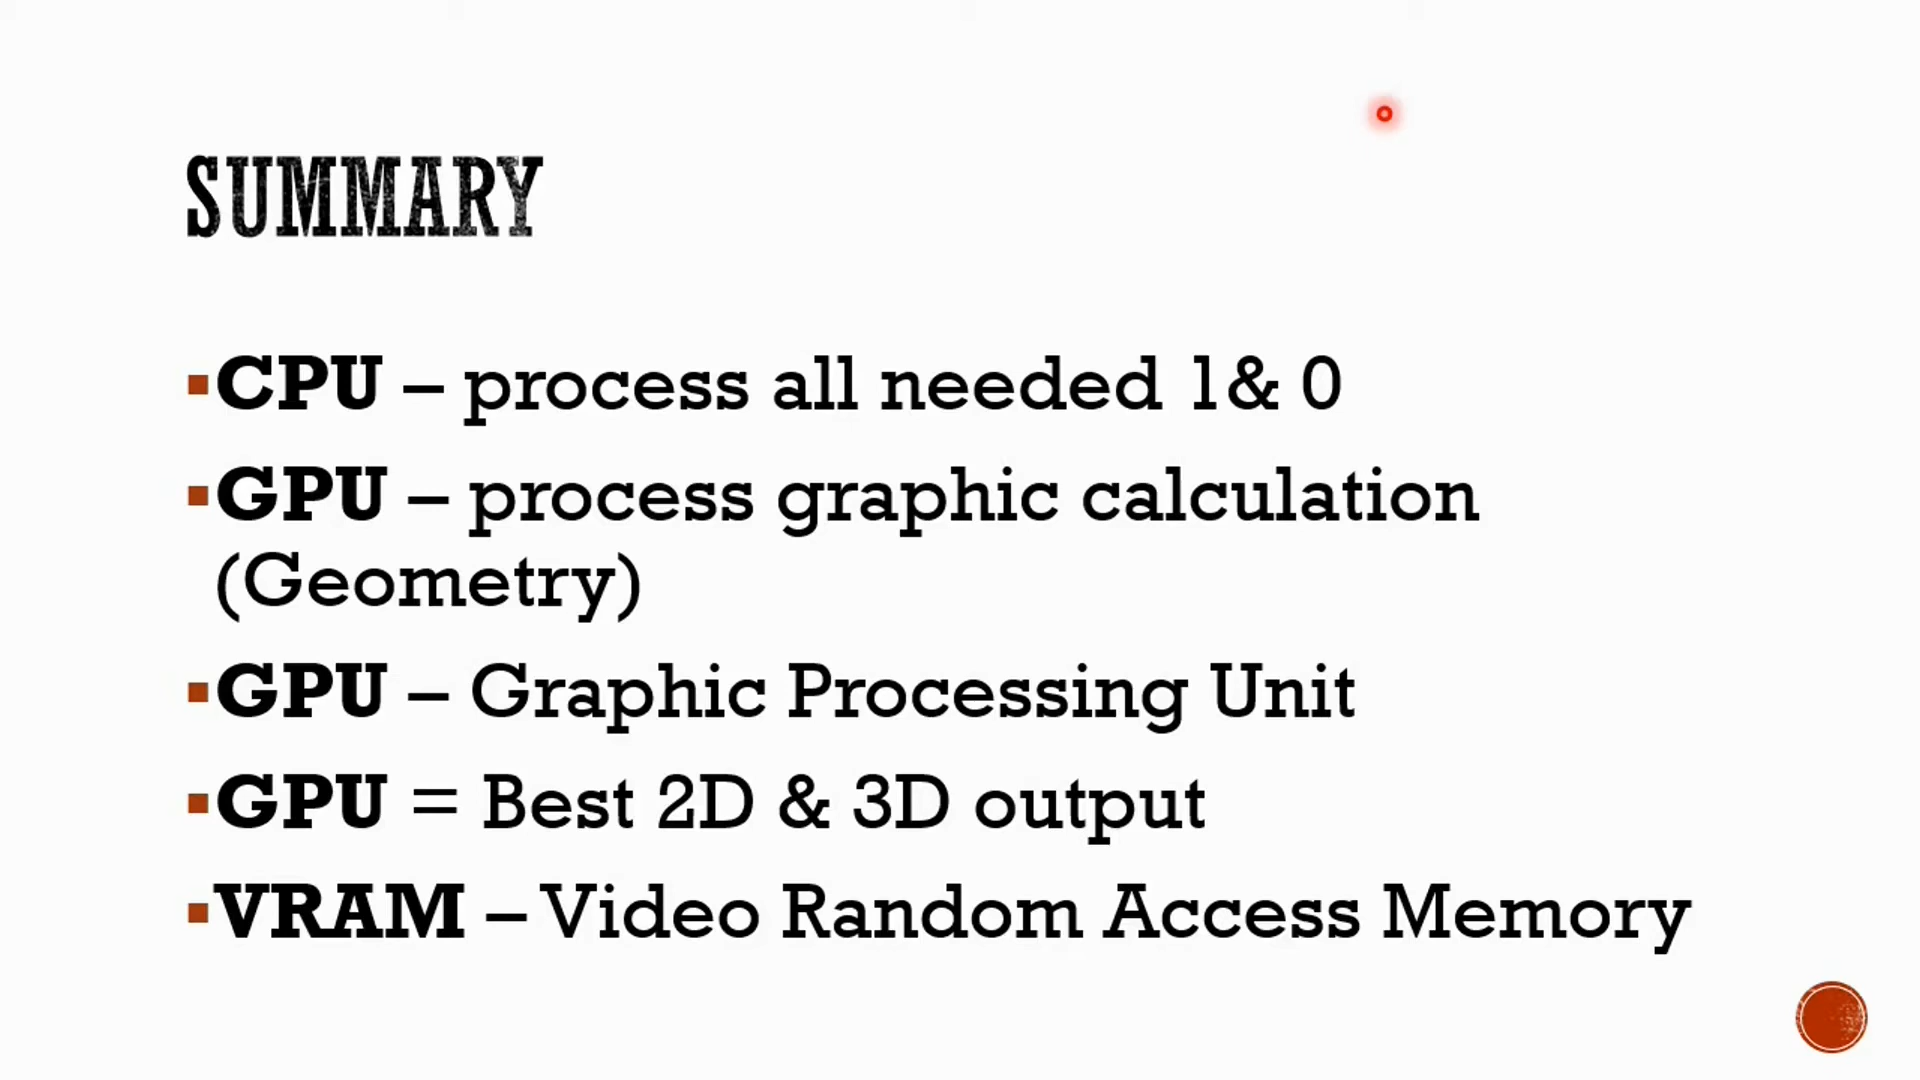 SUMMARY
▪CPU – process all needed 1& 0
▪GPU – process graphic calculation
(Geometry)
▪GPU – Graphic Processing Unit
▪GPU = Best 2D & 3D output
▪VRAM – Video Random Access Memory